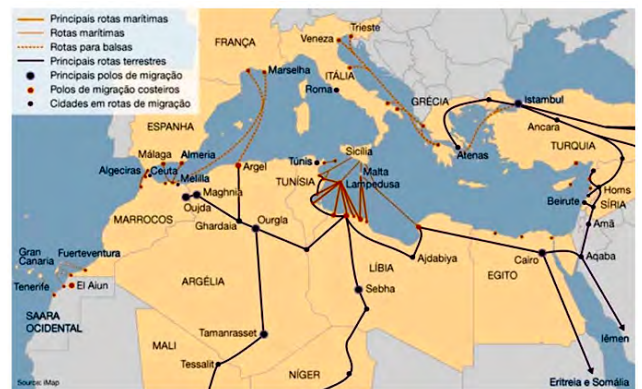 Principais rotas marítimas
Rotas marítimas
Rotas para balsas
Principais rotas terrestres
Principais polos de migração
Polos de migração costeiros
Cidades em rotas de migração
FRANÇA
Veneza
Trieste
Marselha
ITÁLIA
Roma
GRÉCIA
Istambul
ESPANHA
Ancara
TURQUIA
Atenas
Málaga
Almeria
Algeciras
Ceuta
Melilla
Argel
Túnis
Sicília
Malta
TUNÍSIA
Lampedusa
Homs
SÍRIA
Beirute
Maghnia
Oujda
MARROCOS
Ghardaia
Ourgla
Amã
Gran
Canaria
Fuerteventura
Tenerife
El Aiun
ARGÉLIA
LÍBIA
Ajdabiya
EGITO
Cairo
Aqaba
Sebha
SAARA
OCIDENTAL
Tamanrasset
MALI
Tessalit
NÍGER
Iêmen
Eritreia e Somália
Source: iMap